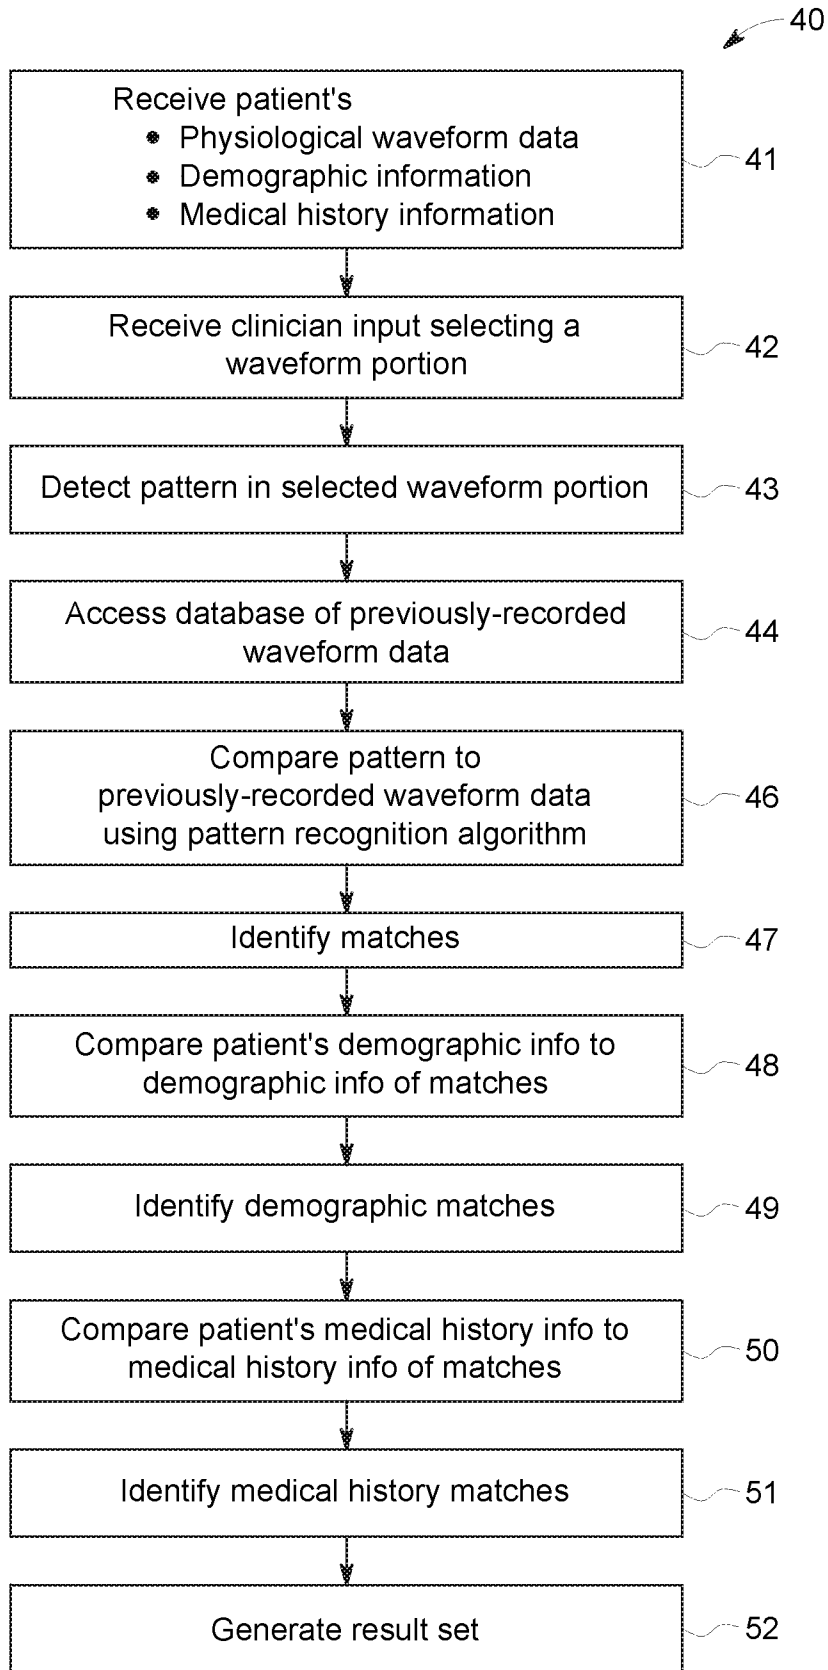 40
Receive patient's
• Physiological waveform data
• Demographic information
• Medical history information
41
Receive clinician input selecting a
waveform portion
42
Detect pattern in selected waveform portion
43
Access database of previously-recorded
waveform data
44
Compare pattern to
previously-recorded waveform data
using pattern recognition algorithm
46
Identify matches
47
Compare patient's demographic info to
demographic info of matches
48
Identify demographic matches
49
Compare patient's medical history info to
medical history info of matches
50
Identify medical history matches
51
Generate result set
52